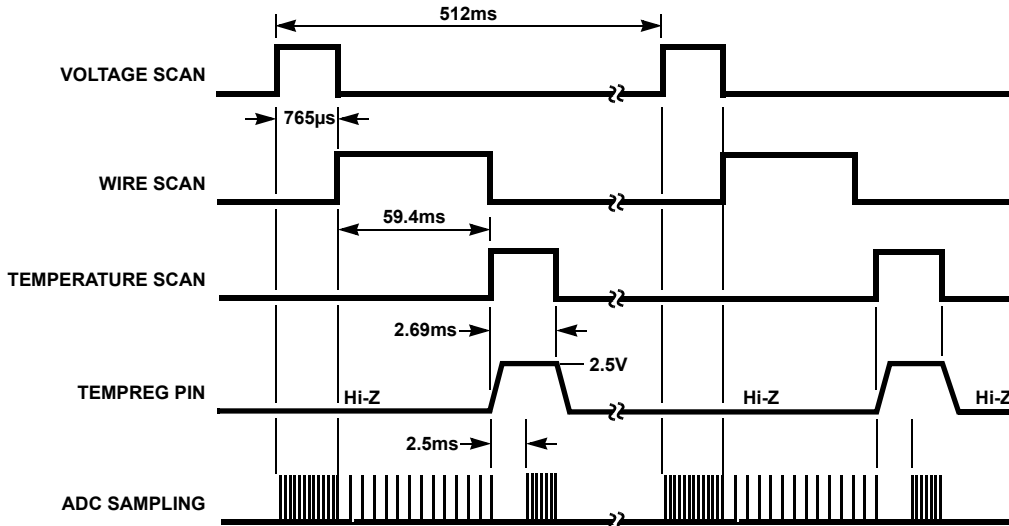 512ms
VOLTAGE SCAN
765µs
WIRE SCAN
59.4ms
TEMPERATURE SCAN
2.69ms
2.5V
TEMPREG PIN
Hi-Z
Hi-Z
Hi-Z
2.5ms
ADC SAMPLING